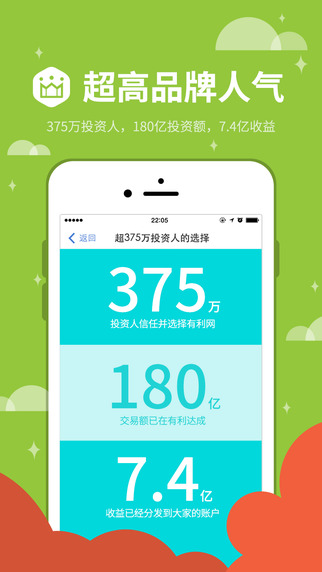 超高品牌人气
375万投资人，180亿投资额，7.4亿收益
22:05
返回
超375万投资人的选择
375万
投资人信任并选择有利网
180亿
交易额已在有利达成
7.4亿
收益已经分发到大家的账户